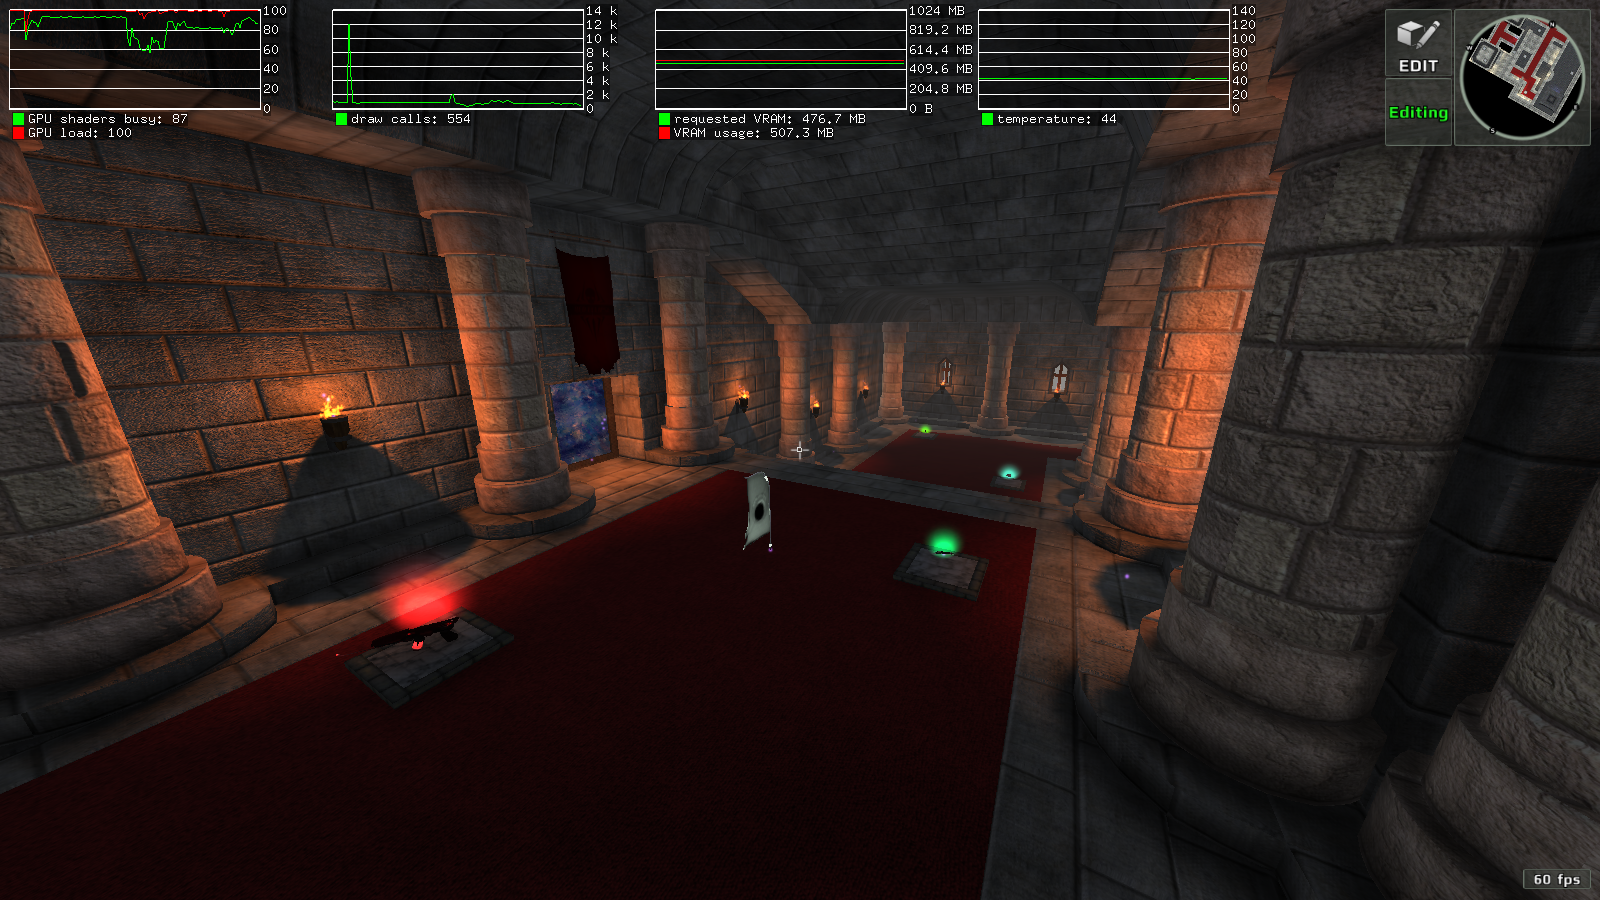 100
80
60
40
20
0
GPU shaders busy: 87
GPU load: 100
14 k
12 k
10 k
8 k
6 k
4 k
2 k
0
draw calls: 554
1024 MB
819.2 MB
614.4 MB
409.6 MB
204.8 MB
0 B
requested VRAM: 476.7 MB
VRAM usage: 507.3 MB
140
120
100
80
60
40
20
0
temperature: 44
EDIT
Editing
N
W
S
60 fps